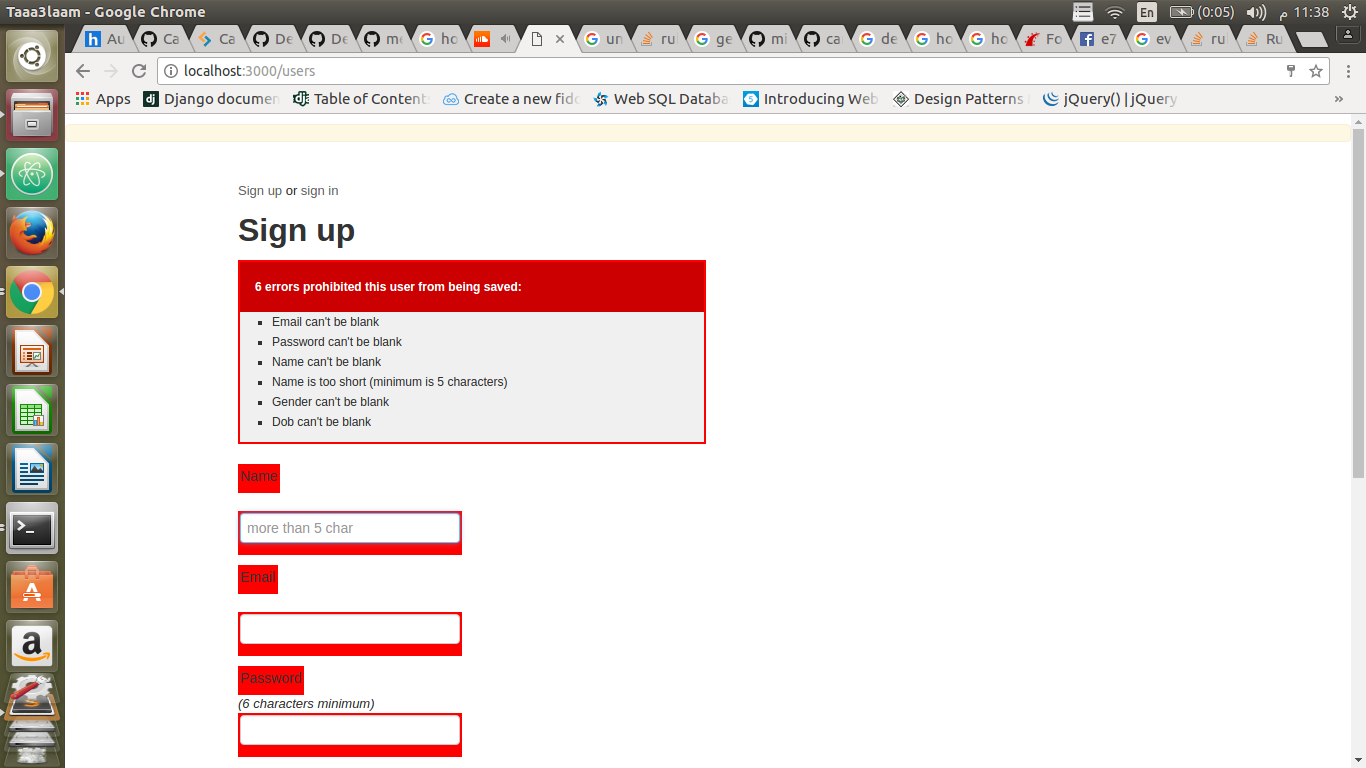 Taaa3laam - Google Chrome
En (0:05) م 11:38
Au Ca Ca De De me ho un ru ge mi ca de ho ho Fo e7 ev ru Ru
localhost:3000/users
Apps Django documen Table of Content Create a new fid Web SQL Databa Introducing Web Design Patterns jQuery() | jQuery »
Sign up or sign in
Sign up
6 errors prohibited this user from being saved:
Email can't be blank
Password can't be blank
Name can't be blank
Name is too short (minimum is 5 characters)
Gender can't be blank
Dob can't be blank
Name
more than 5 char
Email
Password
(6 characters minimum)